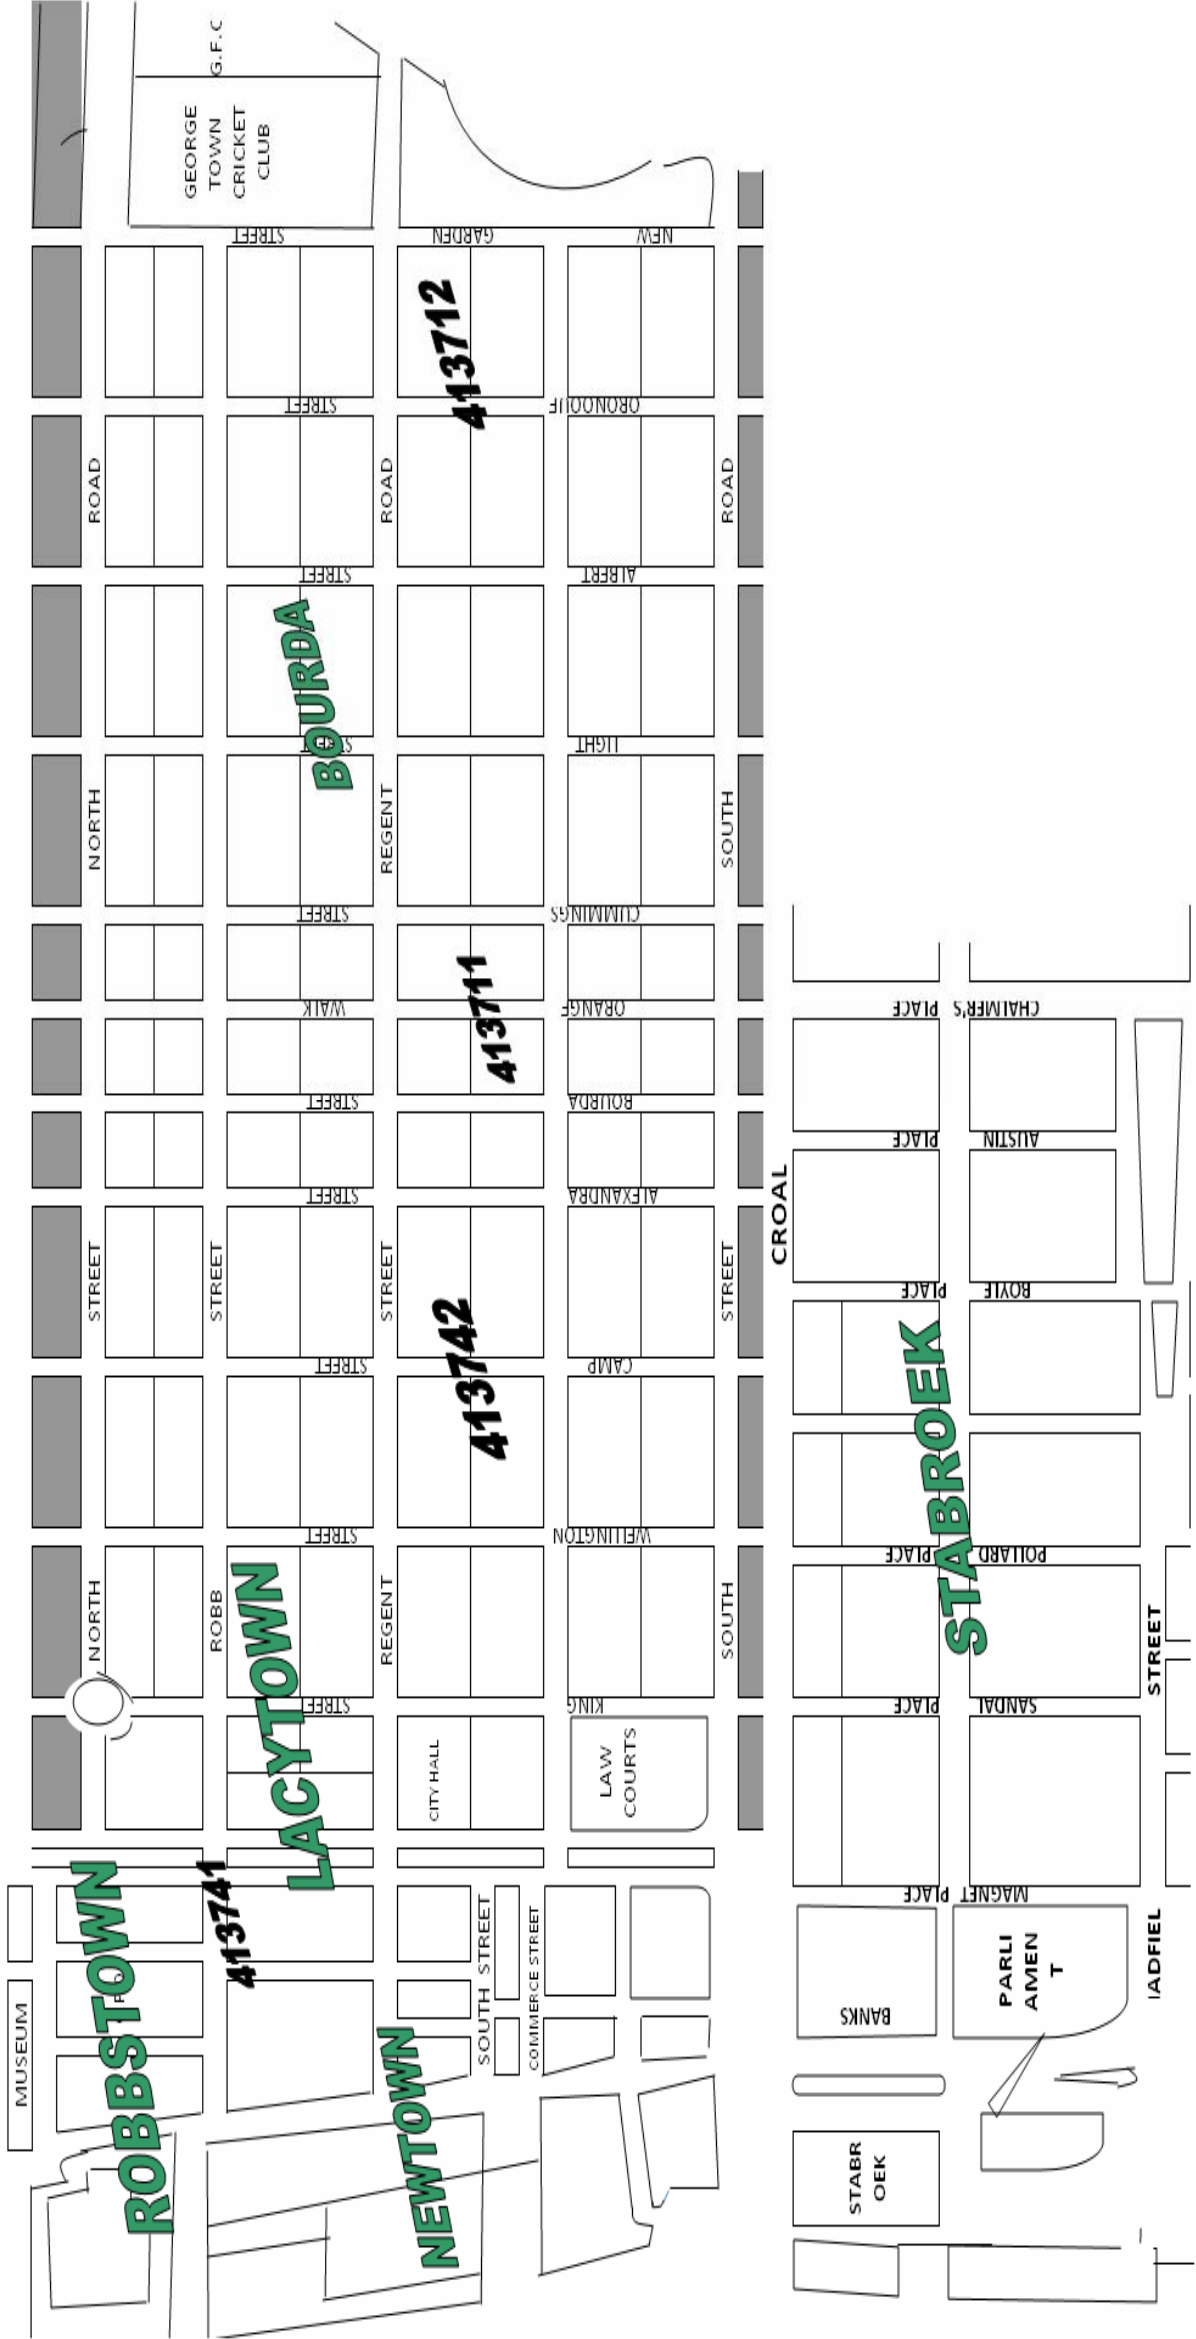 G.F.C
GEORGE
TOWN
CRICKET
CLUB
STREET
GARDEN
NEW
413712
STREET
ORONOQUE
ROAD
ROAD
ROAD
STREET
ALBERT
BOURDA
STREET
LIGHT
NORTH
REGENT
SOUTH
STREET
CUMMINGS
413711
WALK
ORANGE
PLACE
CHALMER'S
STREET
BOURDA
PLACE
AUSTIN
CROAL
STREET
ALEXANDRA
STREET
STREET
STREET
STREET
PLACE
BOYLE
413742
STABROEK
STREET
CAMP
STREET
WELLINGTON
PLACE
POLLARD
LACYTOWN
NORTH
ROBB
REGENT
SOUTH
STREET
STREET
KING
PLACE
SANDAL
CITY HALL
LAW
COURTS
ROBBSTOWN
413741
PLACE
MAGNET
SOUTH STREET
COMMERCE STREET
BANKS
PARLI
AMEN
T
IADFIEL
MUSEUM
NEWTOWN
STABR
OEK